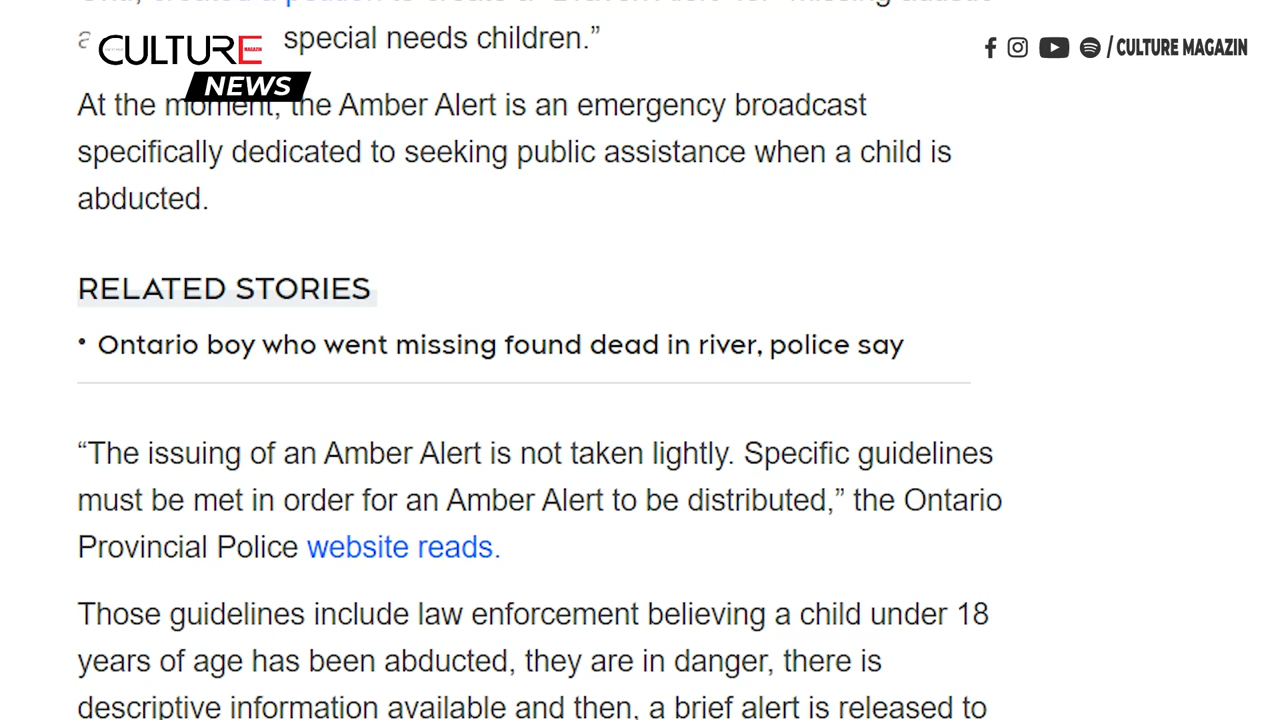 special needs children.”
CULTURE
MAGAZIN
NEWS
/ CULTURE MAGAZIN
At the moment, the Amber Alert is an emergency broadcast
specifically dedicated to seeking public assistance when a child is
abducted.
RELATED STORIES
• Ontario boy who went missing found dead in river, police say
“The issuing of an Amber Alert is not taken lightly. Specific guidelines
must be met in order for an Amber Alert to be distributed,” the Ontario
Provincial Police website reads.
Those guidelines include law enforcement believing a child under 18
years of age has been abducted, they are in danger, there is
descriptive information available and then, a brief alert is released to